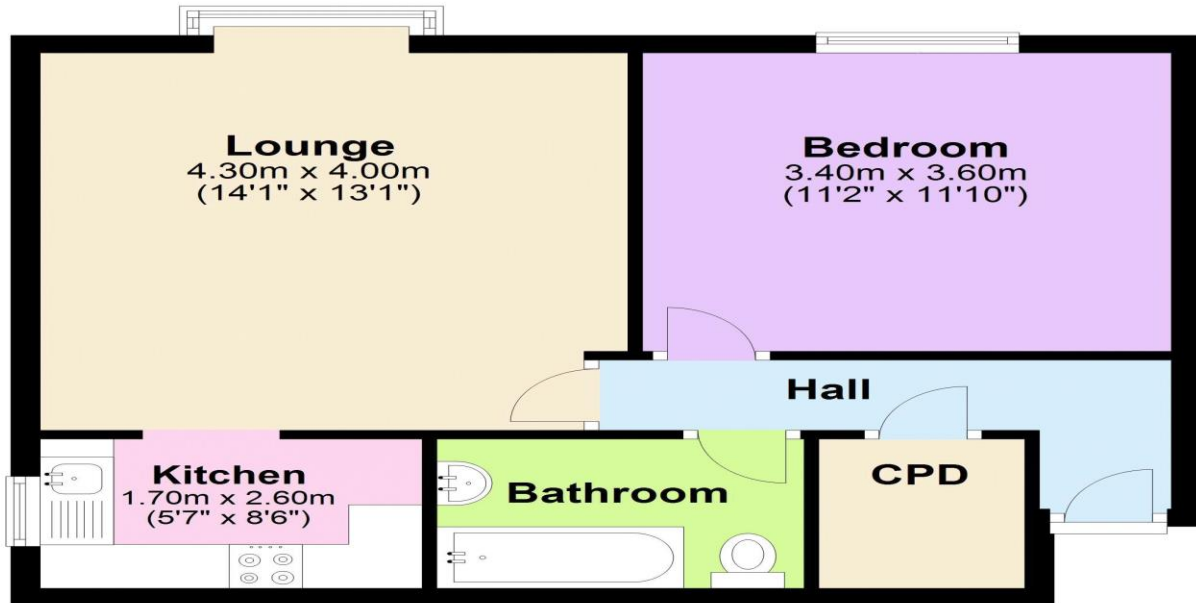 Lounge
4.30m x 4.00m
(14'1" x 13'1")
Bedroom
3.40m x 3.60m
(11'2" x 11'10")
Hall
Kitchen
1.70m x 2.60m
(5'7" x 8'6")
Bathroom
CPD